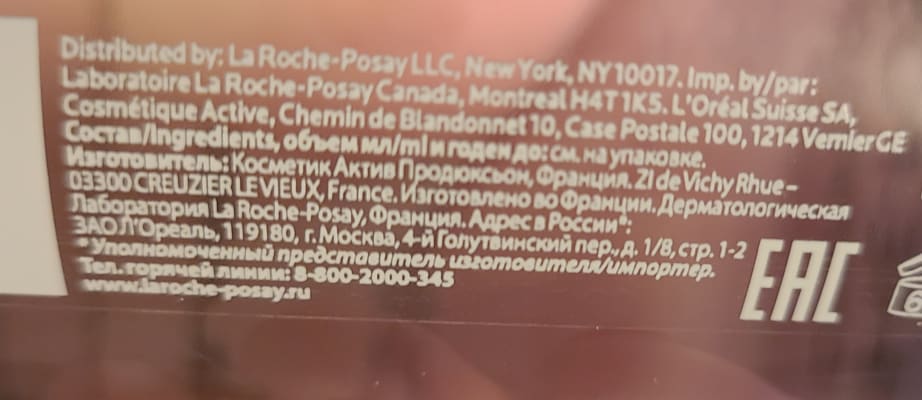 Distributed by: La Roche-Posay LLC, New York, NY 10017. Imp. by/par:
Laboratoire La Roche-Posay Canada, Montreal H4T 1K5. L'Oréal Suisse SA,
Cosmétique Active, Chemin de Blandonnet 10, Case Postale 100, 1214 Vernier GE
Состав/Ingredients, объем мл/ml и годен до: см. на упаковке.
Изготовитель: Косметик Актив Продюксьон, Франция. ZI de Vichy Rhue –
03300 CREUZIER LE VIEUX, France. Изготовлено во Франции. Дерматологическая
Лаборатория La Roche-Posay, Франция. Адрес в России*:
ЗАО Л'Ореаль, 119180, г. Москва, 4-й Голутвинский пер., д. 1/8, стр. 1-2
* Уполномоченный представитель изготовителя/импортер.
Тел. горячей линии: 8-800-2000-345
www.laroche-posay.ru
EAC